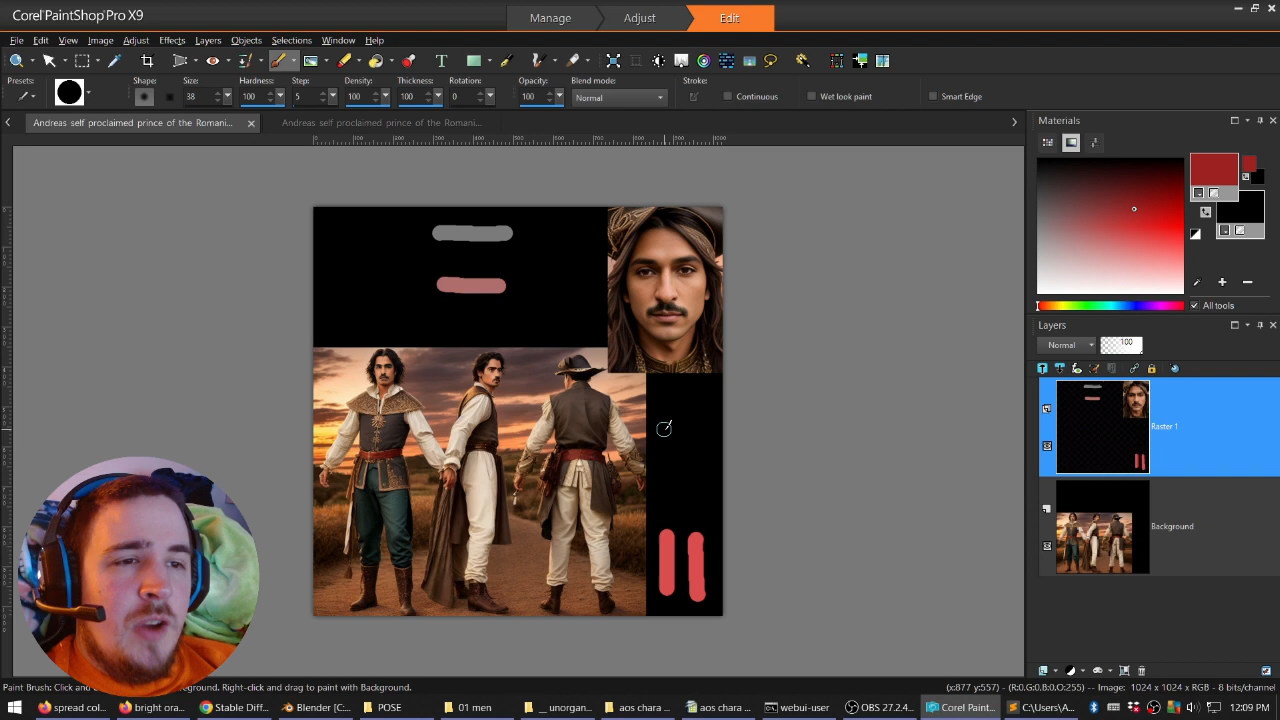 Corel PaintShop Pro X9
Manage
Adjust
Edit
File Edit View Image Adjust Effects Layers Objects Selections Window Help
Presets:
Shape:
Size:
Hardness:
Step:
Density:
Thickness:
Rotation:
Opacity:
Blend mode:
Stroke:
38
100
5
100
100
0
100
Normal
Continuous
Wet look paint
Smart Edge
Andreas self proclaimed prince of the Romani...
Andreas self proclaimed prince of the Romani...
Materials
All tools
Layers
Normal
100
Raster 1
Background
Paint Brush: Click and
eground. Right-click and drag to paint with Background.
(x:877 y:557) - (R:0,G:0,B:0,O:255) -- Image: 1024 x 1024 x RGB - 8 bits/channel
spread col...
bright ora...
Stable Diff...
Blender [C...
POSE
01 men
__ unorgan...
aos chara ...
aos chara ...
webui-user
OBS 27.2.4...
Corel Paint...
C:\Users\A...
12:09 PM